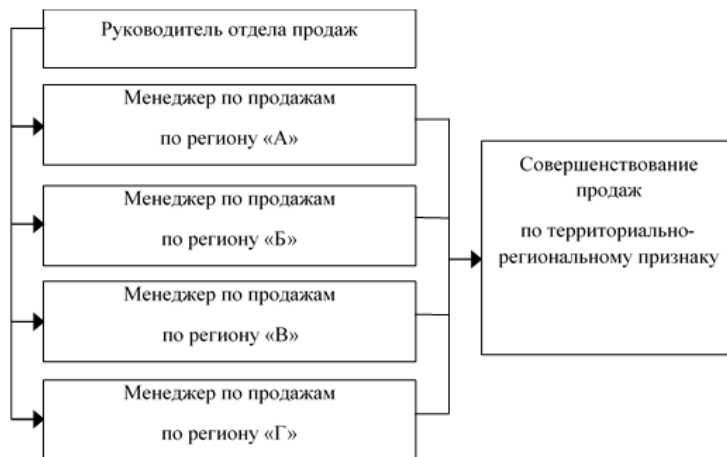 Руководитель отдела продаж
Менеджер по продажам
по региону «А»
Менеджер по продажам
по региону «Б»
Менеджер по продажам
по региону «В»
Менеджер по продажам
по региону «Г»
Совершенствование
продаж
по территориально-
региональному признаку